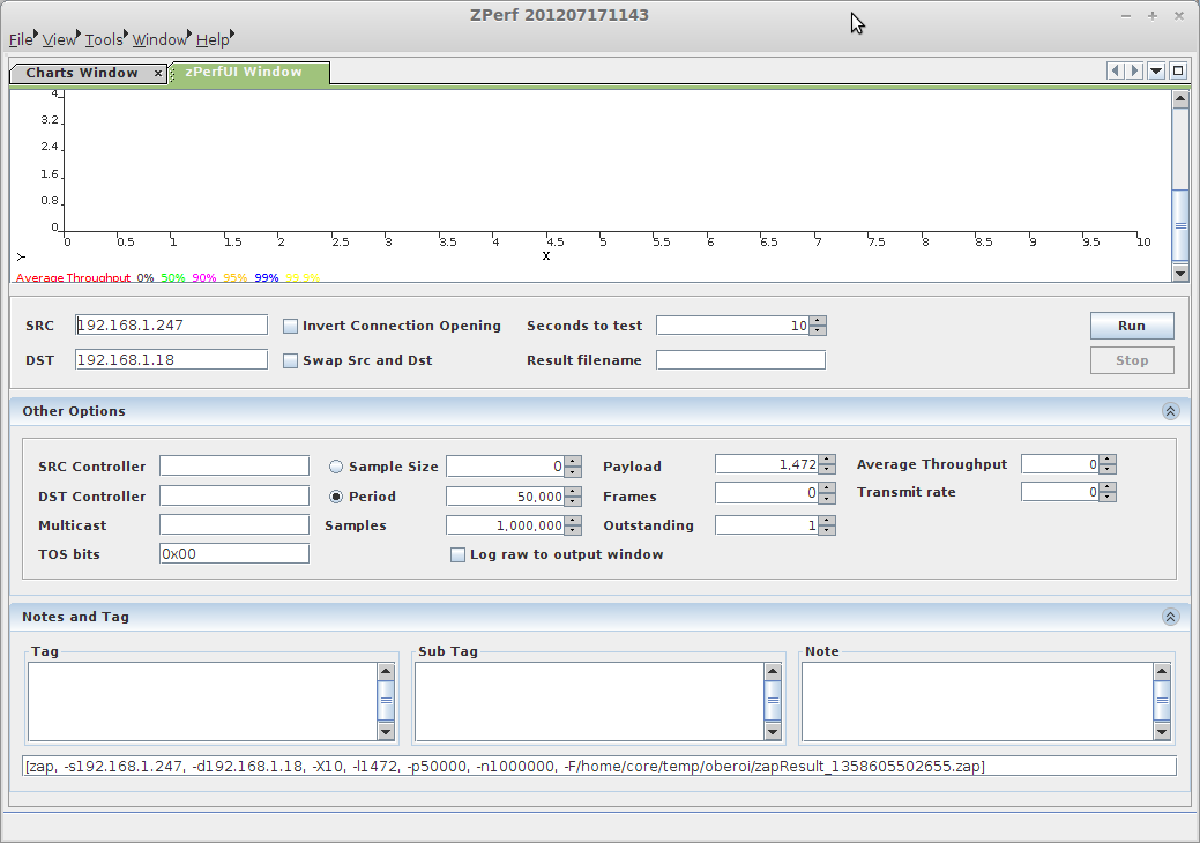 ZPerf 201207171143
File View Tools Window Help
Charts Window × zPerfUI Window
4
3.2
2.4
1.6
0.8
0
0 0.5 1 1.5 2 2.5 3 3.5 4 4.5 5 5.5 6 6.5 7 7.5 8 8.5 9 9.5 10
Y X
Average Throughput 0% 50% 90% 95% 99% 99.9%
SRC 192.168.1.247 Invert Connection Opening Seconds to test 10 Run
DST 192.168.1.18 Swap Src and Dst Result filename Stop
Other Options
SRC Controller Sample Size 0 Payload 1,472 Average Throughput 0
DST Controller Period 50,000 Frames 0 Transmit rate 0
Multicast Samples 1,000,000 Outstanding 1
TOS bits 0x00 Log raw to output window
Notes and Tag
Tag Sub Tag Note
[zap, -s192.168.1.247, -d192.168.1.18, -X10, -l1472, -p50000, -n1000000, -F/home/core/temp/oberoi/zapResult_1358605502655.zap]